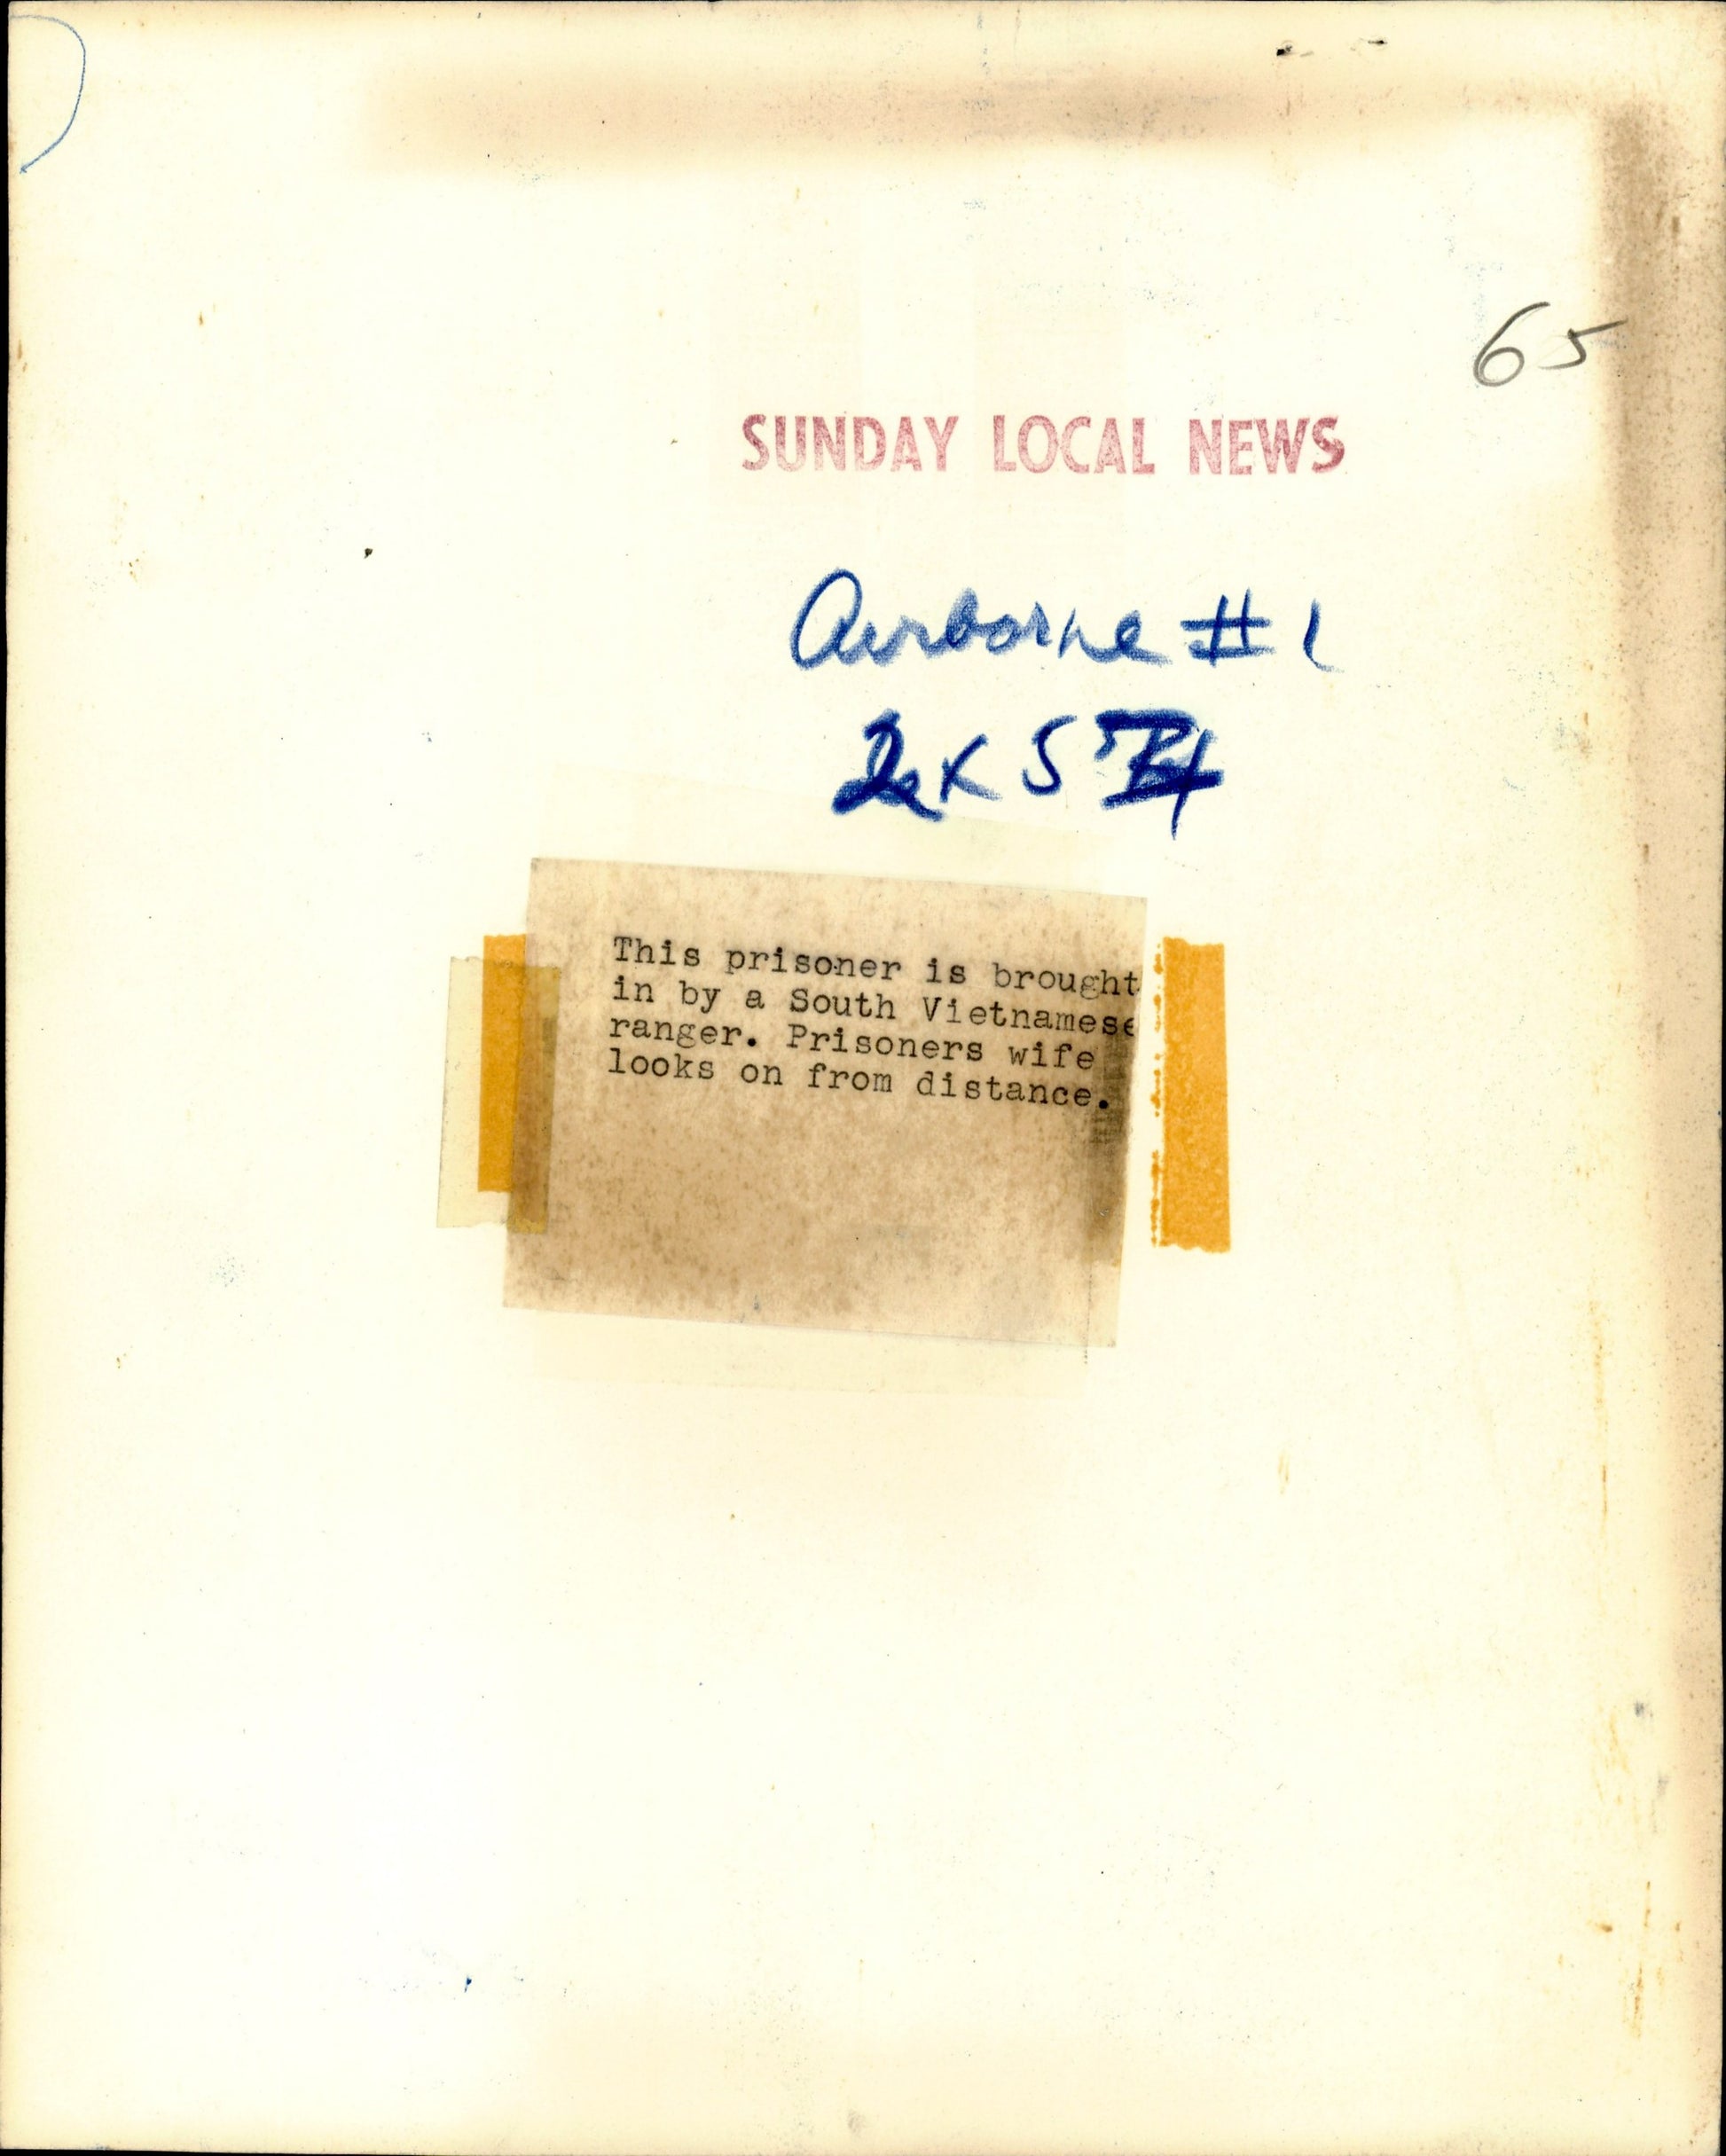 65
SUNDAY LOCAL NEWS
Airborne #1
This prisoner is brought
in by a South Vietnamese
ranger. Prisoners wife
looks on from distance.